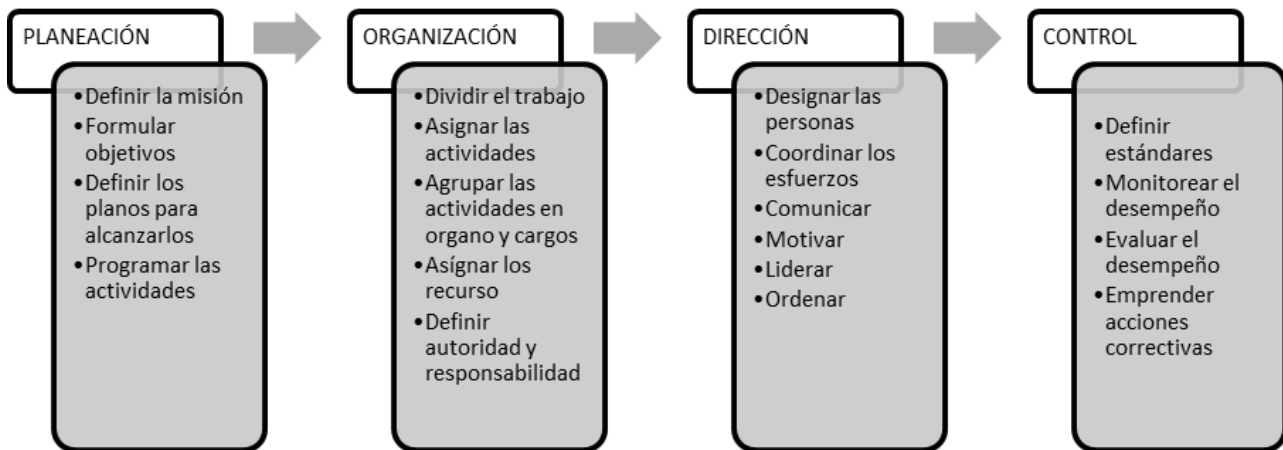 PLANEACIÓN
•Definir la misión
•Formular
objetivos
•Definir los
planos para
alcanzarlos
•Programar las
actividades
ORGANIZACIÓN
•Dividir el trabajo
•Asignar las
actividades
•Agrupar las
actividades en
organo y cargos
•Asígnar los
recurso
•Definir
autoridad y
responsabilidad
DIRECCIÓN
•Designar las
personas
•Coordinar los
esfuerzos
•Comunicar
•Motivar
•Liderar
•Ordenar
CONTROL
•Definir
estándares
•Monitorear el
desempeño
•Evaluar el
desempeño
•Emprender
acciones
correctivas